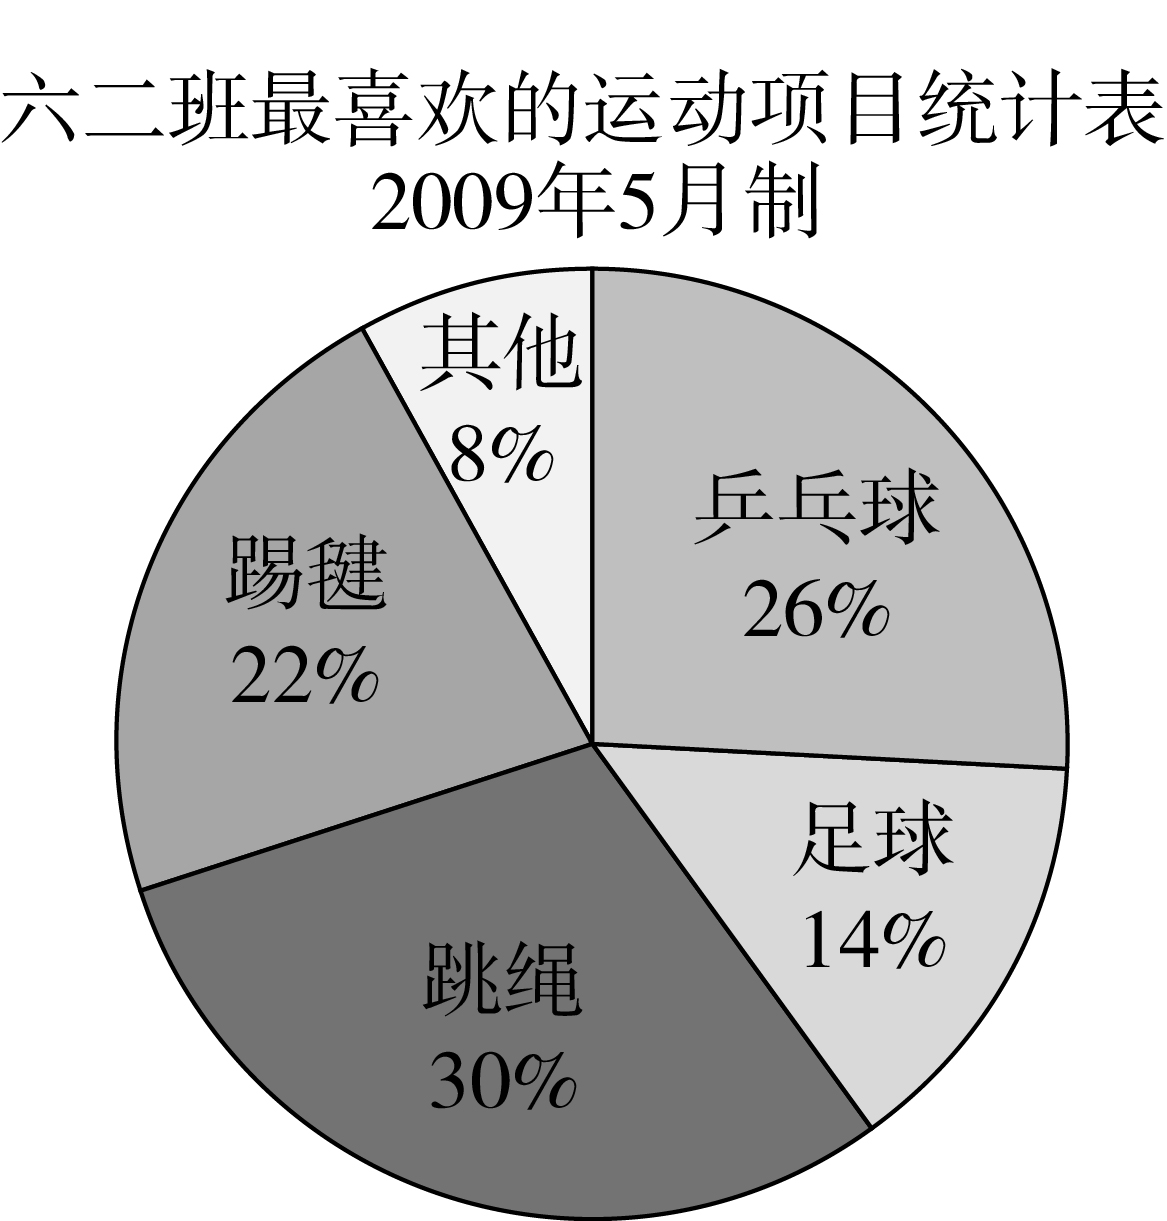 六二班最喜欢的运动项目统计表
2009年5月制
其他
8%
乒乓球
26%
踢毽
22%
足球
14%
跳绳
30%